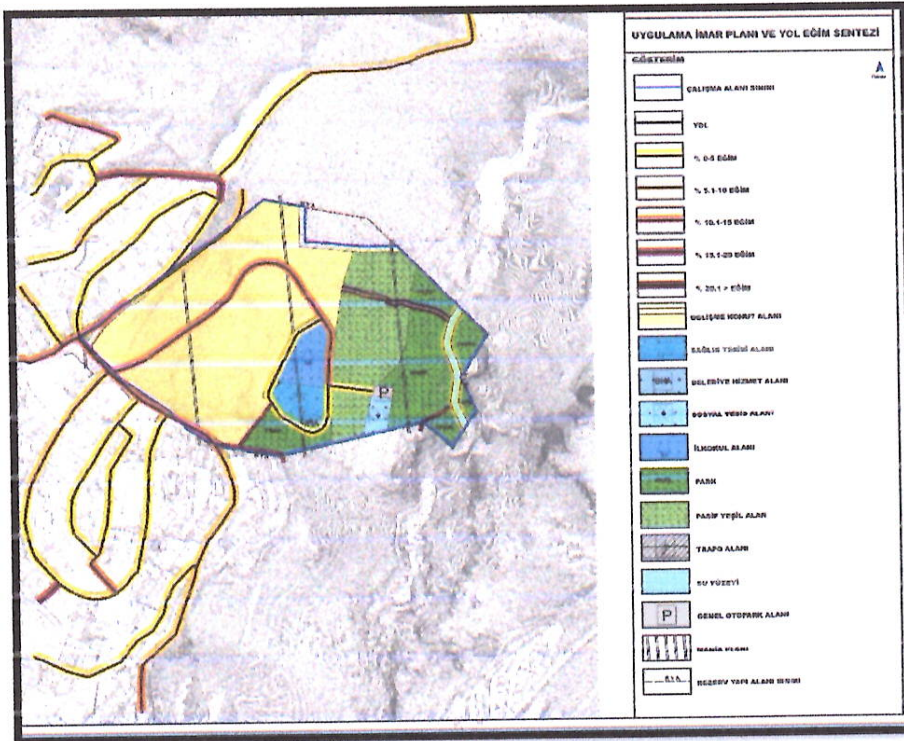 UYGULAMA İMAR PLANI VE YOL EĞİM SENTEZİ
GÖSTERİM
ÇALIŞMA ALANI SINIRI
YOL
% 0-5 EĞİM
% 5.1-10 EĞİM
% 10.1-15 EĞİM
% 15.1-20 EĞİM
% 20.1 > EĞİM
GELİŞME KONUT ALANI
SAĞLIK TESİSİ ALANI
BELEDİYE HİZMET ALANI
SOSYAL TESİS ALANI
İLKOKUL ALANI
PARK
PASİF YEŞİL ALAN
TRAFO ALANI
SU YÜZEYİ
P
GENEL OTOPARK ALANI
MANİA PLANI
REZERV YAPI ALANI SINIRI
P